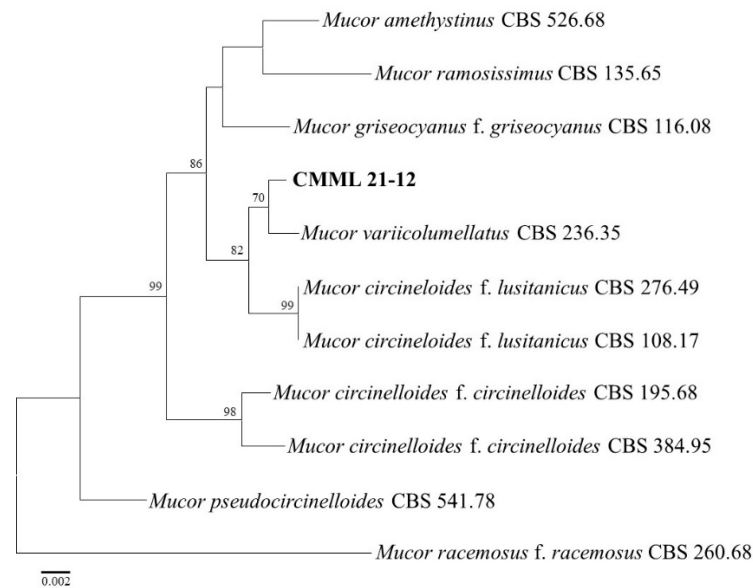 Mucor amethystinus CBS 526.68
Mucor ramosissimus CBS 135.65
Mucor griseocyanus f. griseocyanus CBS 116.08
86
CMML 21-12
70
Mucor variicolumellatus CBS 236.35
82
Mucor circineloides f. lusitanicus CBS 276.49
99
99
Mucor circineloides f. lusitanicus CBS 108.17
Mucor circinelloides f. circinelloides CBS 195.68
98
Mucor circinelloides f. circinelloides CBS 384.95
Mucor pseudocircinelloides CBS 541.78
Mucor racemosus f. racemosus CBS 260.68
0.002